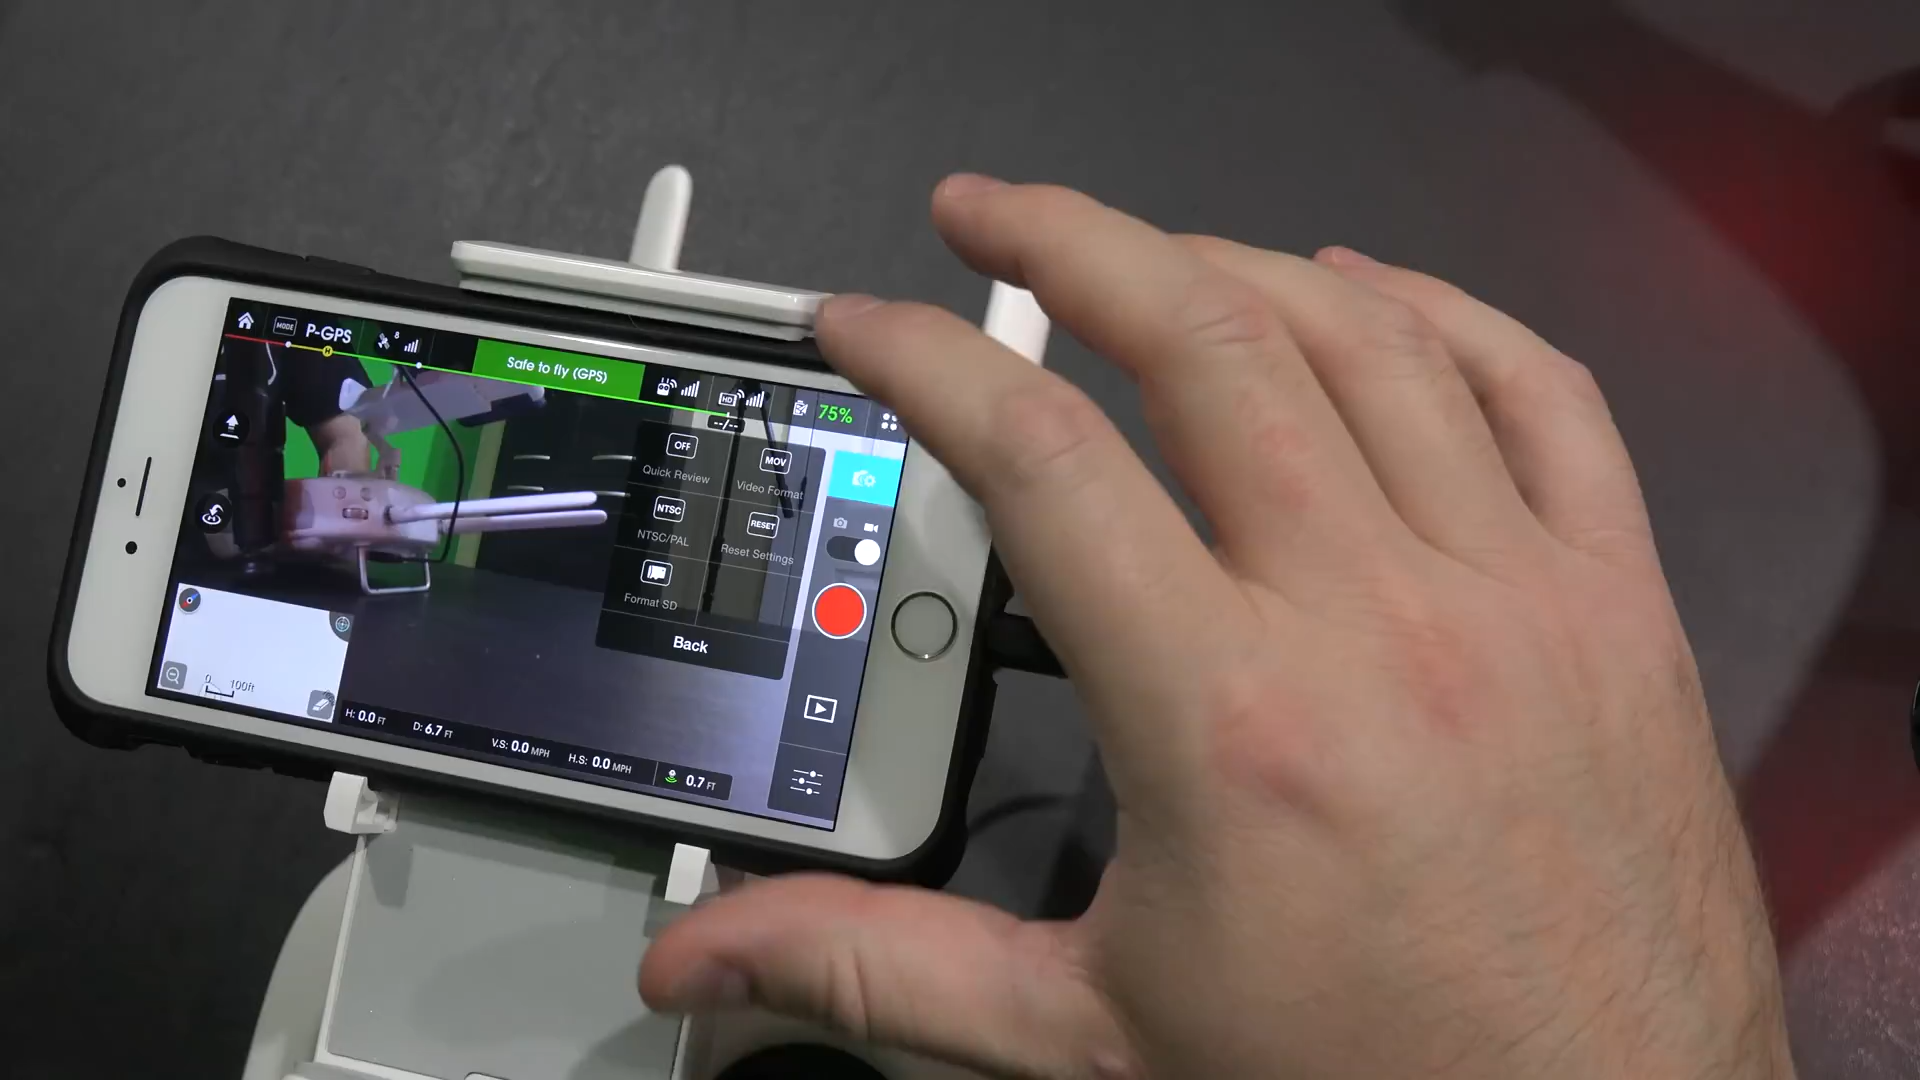 MODE P-GPS 8
Safe to fly (GPS)
HD
75%
--/--
OFF
Quick Review
MOV
Video Format
NTSC
NTSC/PAL
RESET
Reset Settings
Format SD
Back
H
0 100ft
H: 0.0 FT D: 6.7 FT V.S: 0.0 MPH H.S: 0.0 MPH 0.7 FT